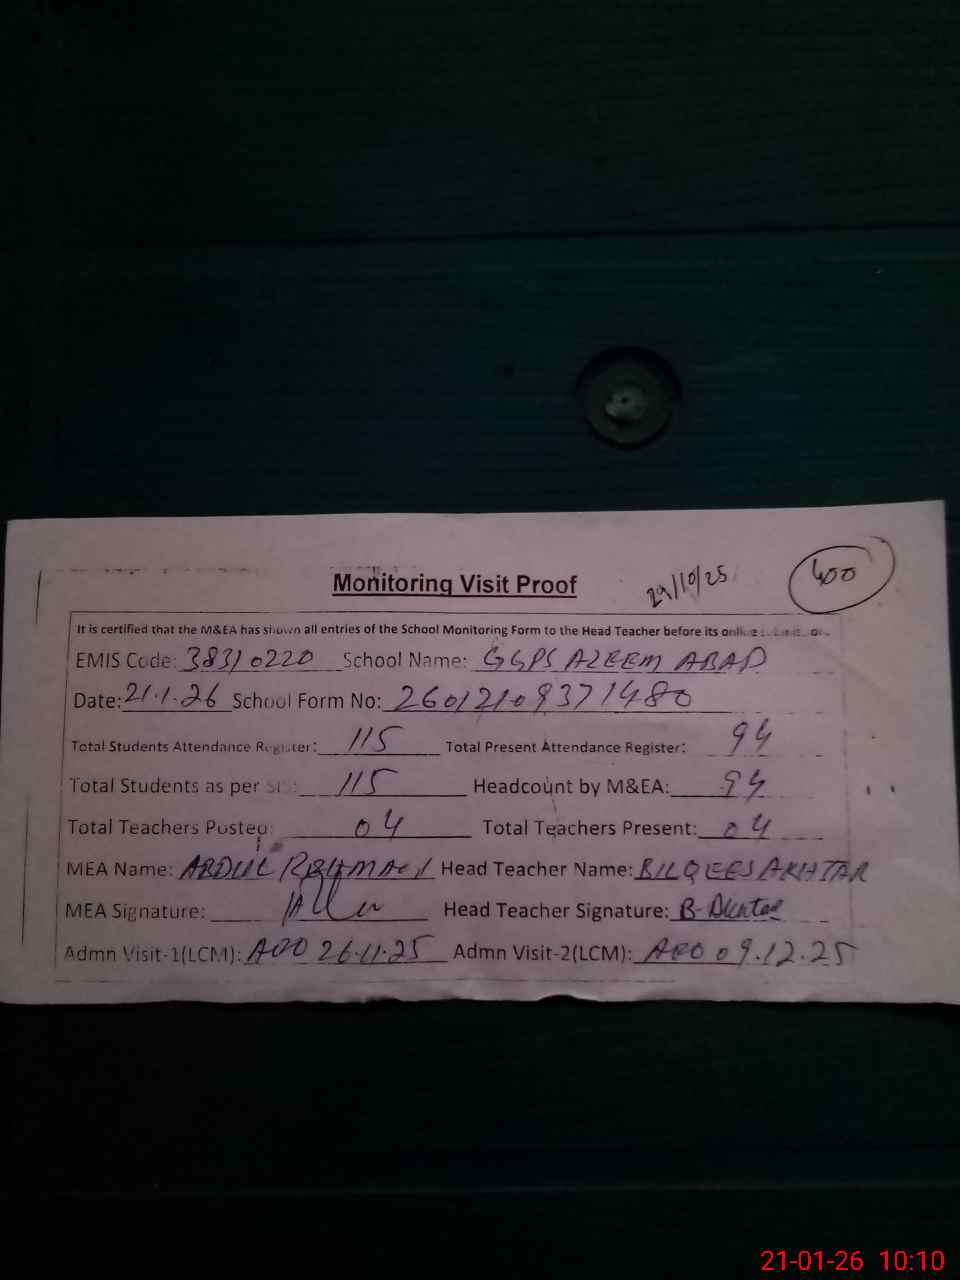 Monitoring Visit Proof 29/10/25 400
It is certified that the M&EA has shown all entries of the School Monitoring Form to the Head Teacher before its online
EMIS Code: 38310220 School Name: GGPS AZEEM ABAD
Date: 21.1.26 School Form No: 26012109371480
Total Students Attendance Register: 115 Total Present Attendance Register: 94
Total Students as per SIS: 115 Headcount by M&EA: 94
Total Teachers Posted: 04 Total Teachers Present: 04
MEA Name: ABDUL REHMAN Head Teacher Name: BILQEES AKHTAR
MEA Signature: Head Teacher Signature: B-Akhtar
Admn Visit-1(LCM): AEO 26.11.25 Admn Visit-2(LCM): AEO 09.12.25
21-01-26 10:10